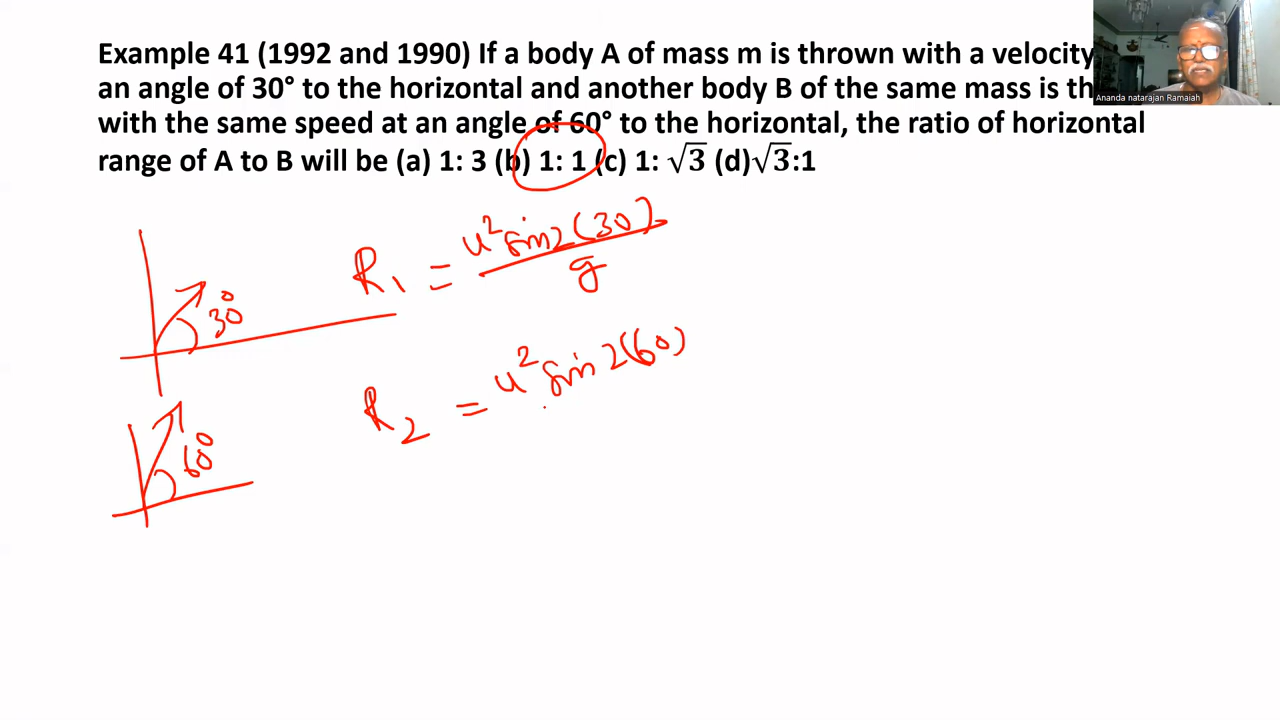 Example 41 (1992 and 1990) If a body A of mass m is thrown with a velocity
an angle of 30° to the horizontal and another body B of the same mass is th
with the same speed at an angle of 60° to the horizontal, the ratio of horizontal
range of A to B will be (a) 1: 3 (b) 1: 1 (c) 1: √3 (d)√3:1
Ananda natarajan Ramaiah
R₁ = u² sin 2(30)
g
30°
R₂ = u² sin 2(60)
60°